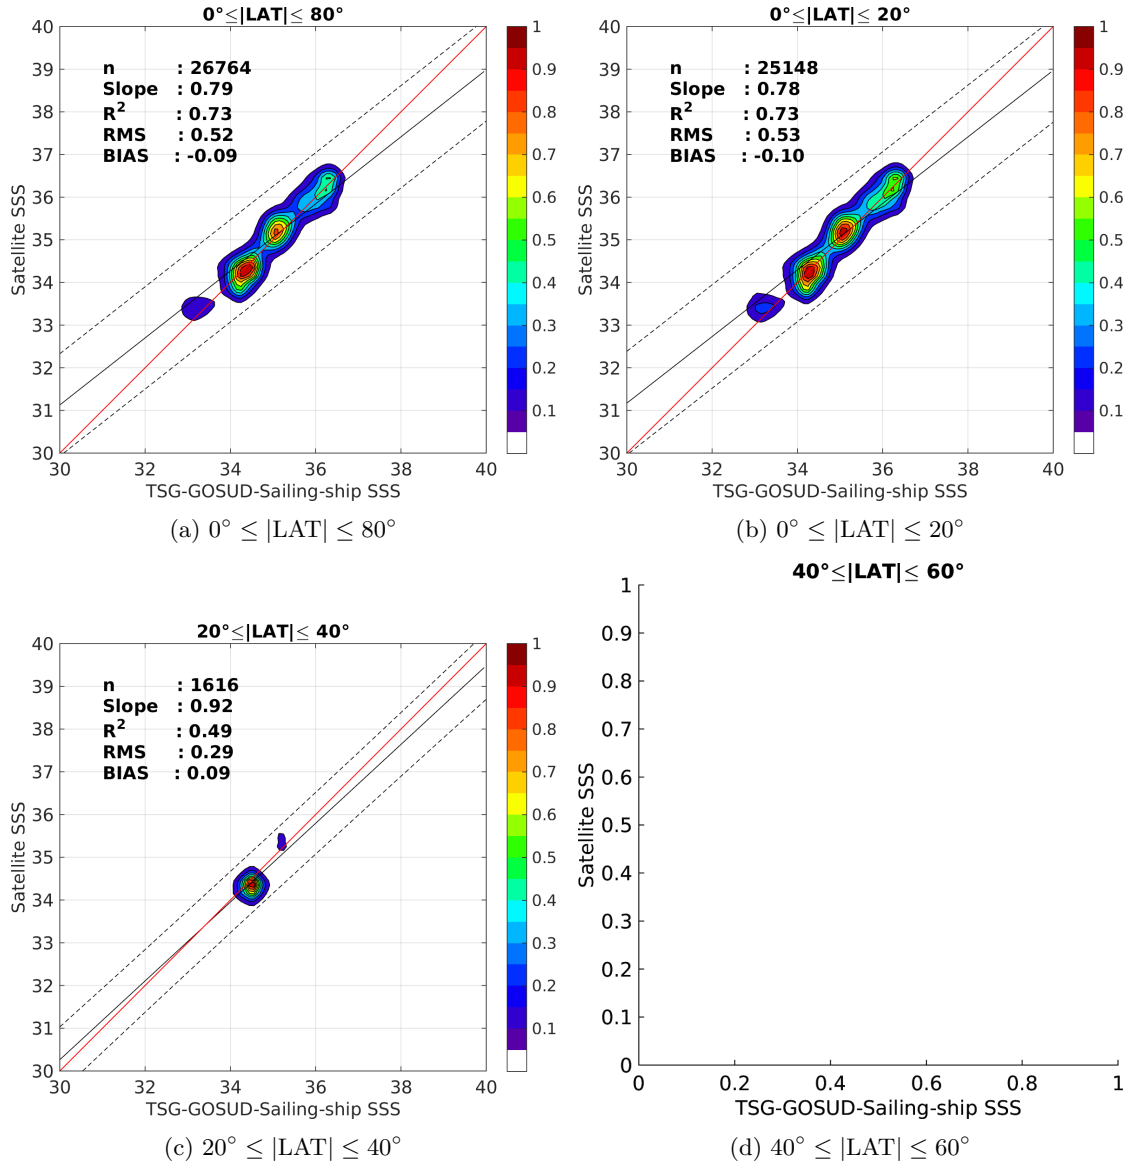 0°≤|LAT|≤ 80°
n : 26764
Slope : 0.79
R² : 0.73
RMS : 0.52
BIAS : -0.09
40
39
38
37
36
35
34
33
32
31
30
30 32 34 36 38 40
Satellite SSS
TSG-GOSUD-Sailing-ship SSS
1
0.9
0.8
0.7
0.6
0.5
0.4
0.3
0.2
0.1
(a) 0° ≤ |LAT| ≤ 80°
0°≤|LAT|≤ 20°
n : 25148
Slope : 0.78
R² : 0.73
RMS : 0.53
BIAS : -0.10
40
39
38
37
36
35
34
33
32
31
30
30 32 34 36 38 40
Satellite SSS
TSG-GOSUD-Sailing-ship SSS
1
0.9
0.8
0.7
0.6
0.5
0.4
0.3
0.2
0.1
(b) 0° ≤ |LAT| ≤ 20°
20°≤|LAT|≤ 40°
n : 1616
Slope : 0.92
R² : 0.49
RMS : 0.29
BIAS : 0.09
40
39
38
37
36
35
34
33
32
31
30
30 32 34 36 38 40
Satellite SSS
TSG-GOSUD-Sailing-ship SSS
1
0.9
0.8
0.7
0.6
0.5
0.4
0.3
0.2
0.1
(c) 20° ≤ |LAT| ≤ 40°
40°≤|LAT|≤ 60°
1
0.9
0.8
0.7
0.6
0.5
0.4
0.3
0.2
0.1
0
0 0.2 0.4 0.6 0.8 1
Satellite SSS
TSG-GOSUD-Sailing-ship SSS
(d) 40° ≤ |LAT| ≤ 60°